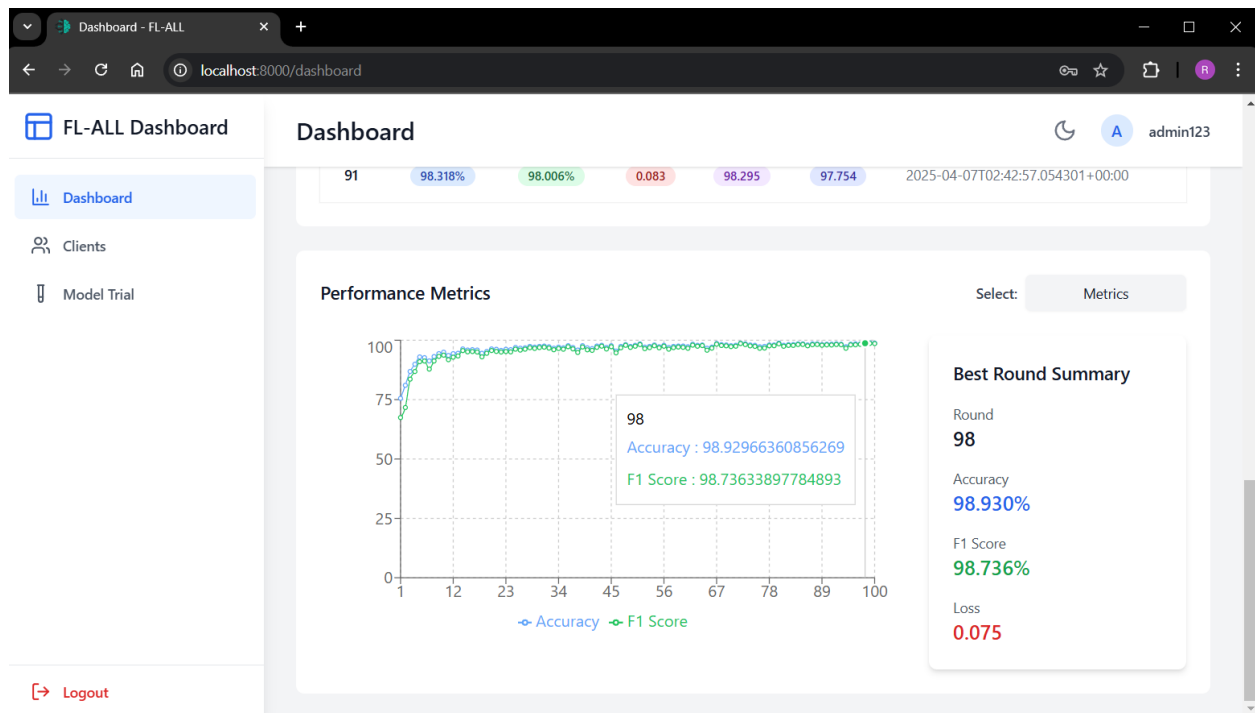 Dashboard - FL-ALL
localhost:8000/dashboard
R
FL-ALL Dashboard
Dashboard
Clients
Model Trial
Logout
Dashboard
A
admin123
91 98.318% 98.006% 0.083 98.295 97.754 2025-04-07T02:42:57.054301+00:00
Performance Metrics
Select: Metrics
100
75
50
25
0
1 12 23 34 45 56 67 78 89 100
98
Accuracy : 98.92966360856269
F1 Score : 98.73633897784893
Accuracy F1 Score
Best Round Summary
Round
98
Accuracy
98.930%
F1 Score
98.736%
Loss
0.075